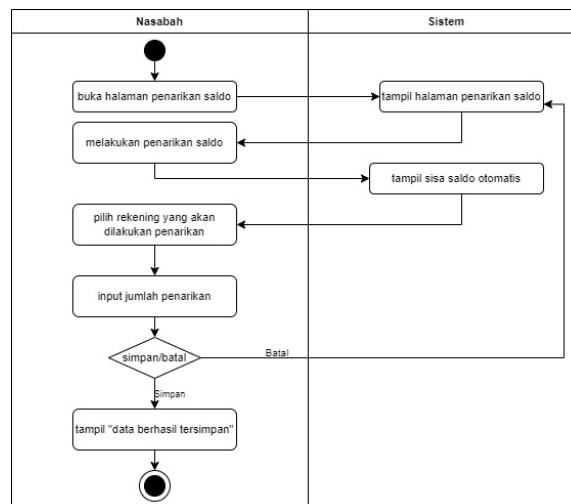 Nasabah
Sistem
buka halaman penarikan saldo
tampil halaman penarikan saldo
melakukan penarikan saldo
tampil sisa saldo otomatis
pilih rekening yang akan
dilakukan penarikan
input jumlah penarikan
simpan/batal
Batal
Simpan
tampil "data berhasil tersimpan"